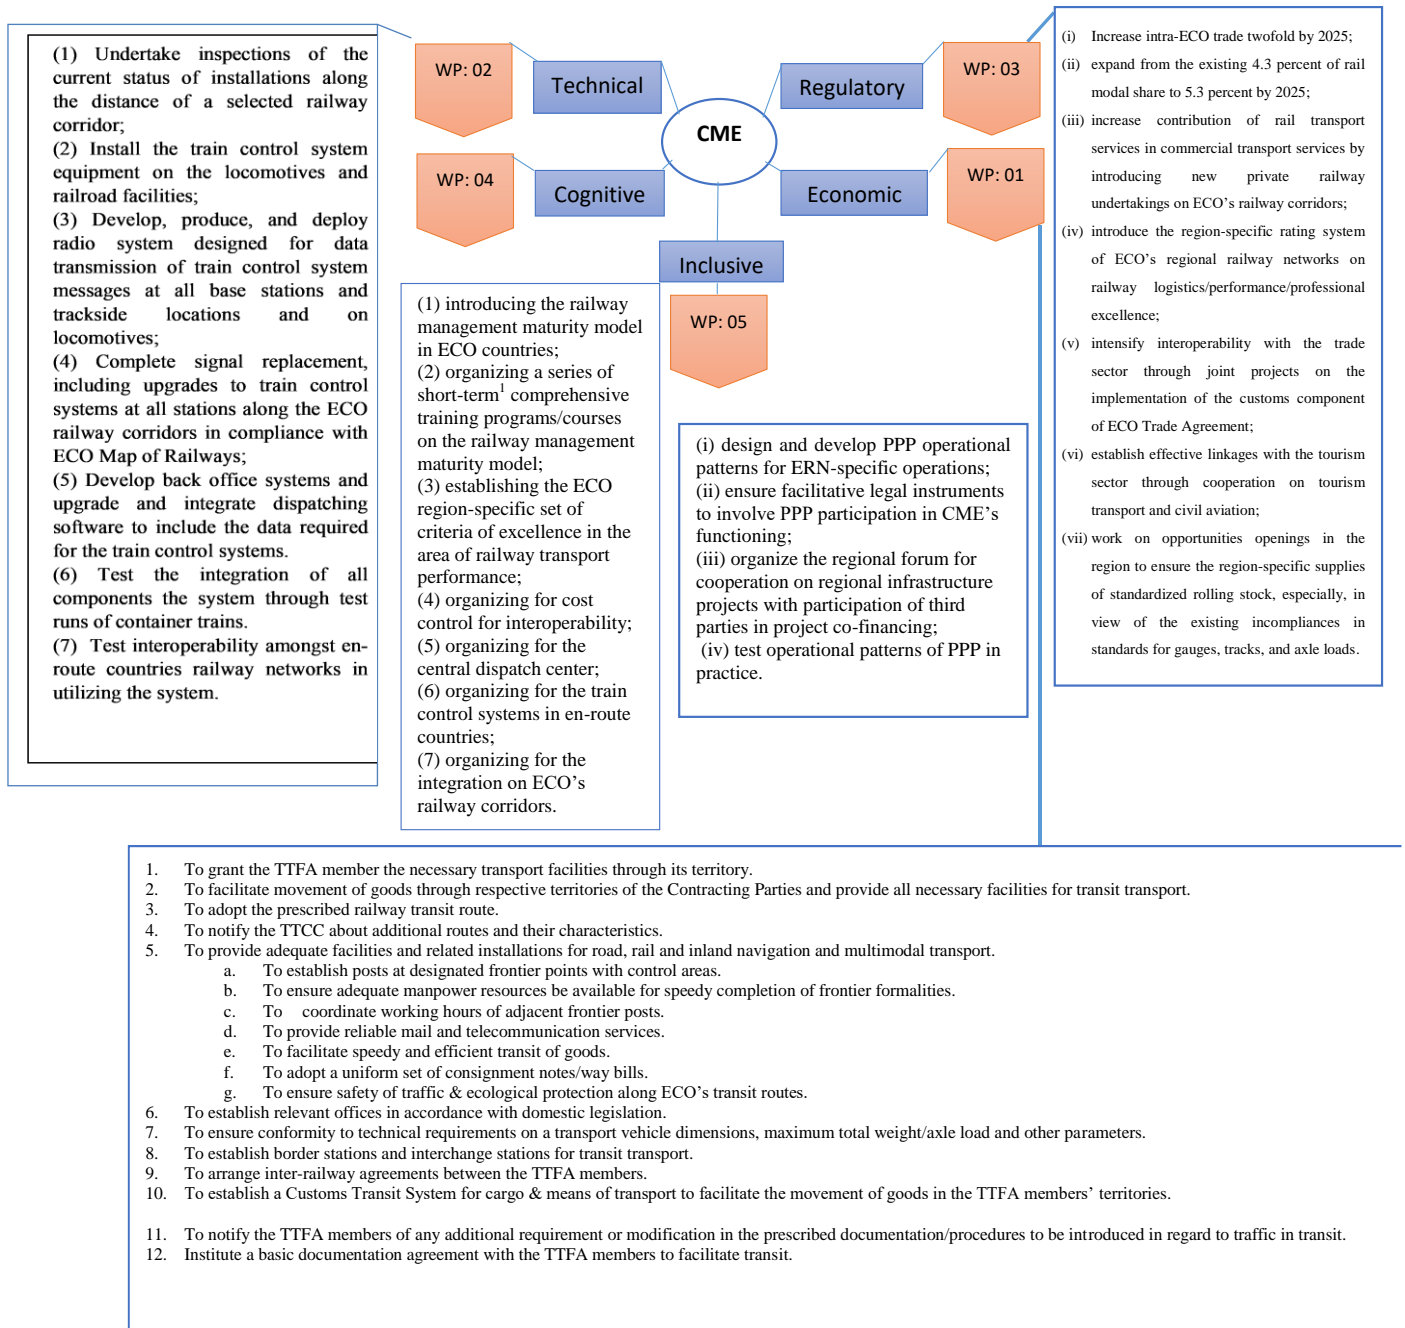 (1) Undertake inspections of the
current status of installations along
the distance of a selected railway
corridor;
(2) Install the train control system
equipment on the locomotives and
railroad facilities;
(3) Develop, produce, and deploy
radio system designed for data
transmission of train control system
messages at all base stations and
trackside locations and on
locomotives;
(4) Complete signal replacement,
including upgrades to train control
systems at all stations along the ECO
railway corridors in compliance with
ECO Map of Railways;
(5) Develop back office systems and
upgrade and integrate dispatching
software to include the data required
for the train control systems.
(6) Test the integration of all
components the system through test
runs of container trains.
(7) Test interoperability amongst en-
route countries railway networks in
utilizing the system.
WP: 02
Technical
CME
Regulatory
WP: 03
WP: 04
Cognitive
Economic
WP: 01
Inclusive
WP: 05
(1) introducing the railway
management maturity model
in ECO countries;
(2) organizing a series of
short-term1 comprehensive
training programs/courses
on the railway management
maturity model;
(3) establishing the ECO
region-specific set of
criteria of excellence in the
area of railway transport
performance;
(4) organizing for cost
control for interoperability;
(5) organizing for the
central dispatch center;
(6) organizing for the train
control systems in en-route
countries;
(7) organizing for the
integration on ECO's
railway corridors.
(i) design and develop PPP operational
patterns for ERN-specific operations;
(ii) ensure facilitative legal instruments
to involve PPP participation in CME's
functioning;
(iii) organize the regional forum for
cooperation on regional infrastructure
projects with participation of third
parties in project co-financing;
(iv) test operational patterns of PPP in
practice.
(i) Increase intra-ECO trade twofold by 2025;
(ii) expand from the existing 4.3 percent of rail
modal share to 5.3 percent by 2025;
(iii) increase contribution of rail transport
services in commercial transport services by
introducing new private railway
undertakings on ECO's railway corridors;
(iv) introduce the region-specific rating system
of ECO's regional railway networks on
railway logistics/performance/professional
excellence;
(v) intensify interoperability with the trade
sector through joint projects on the
implementation of the customs component
of ECO Trade Agreement;
(vi) establish effective linkages with the tourism
sector through cooperation on tourism
transport and civil aviation;
(vii) work on opportunities openings in the
region to ensure the region-specific supplies
of standardized rolling stock, especially, in
view of the existing incompliances in
standards for gauges, tracks, and axle loads.
1. To grant the TTFA member the necessary transport facilities through its territory.
2. To facilitate movement of goods through respective territories of the Contracting Parties and provide all necessary facilities for transit transport.
3. To adopt the prescribed railway transit route.
4. To notify the TTCC about additional routes and their characteristics.
5. To provide adequate facilities and related installations for road, rail and inland navigation and multimodal transport.
a. To establish posts at designated frontier points with control areas.
b. To ensure adequate manpower resources be available for speedy completion of frontier formalities.
c. To coordinate working hours of adjacent frontier posts.
d. To provide reliable mail and telecommunication services.
e. To facilitate speedy and efficient transit of goods.
f. To adopt a uniform set of consignment notes/way bills.
g. To ensure safety of traffic & ecological protection along ECO's transit routes.
6. To establish relevant offices in accordance with domestic legislation.
7. To ensure conformity to technical requirements on a transport vehicle dimensions, maximum total weight/axle load and other parameters.
8. To establish border stations and interchange stations for transit transport.
9. To arrange inter-railway agreements between the TTFA members.
10. To establish a Customs Transit System for cargo & means of transport to facilitate the movement of goods in the TTFA members' territories.
11. To notify the TTFA members of any additional requirement or modification in the prescribed documentation/procedures to be introduced in regard to traffic in transit.
12. Institute a basic documentation agreement with the TTFA members to facilitate transit.